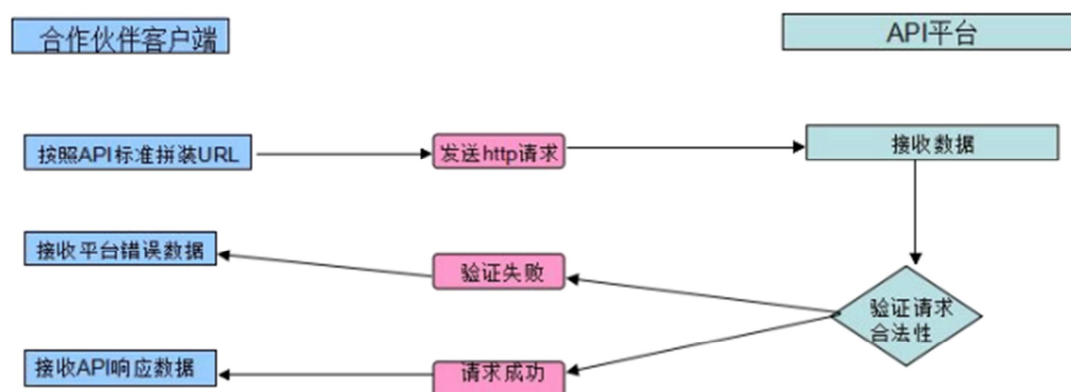 合作伙伴客户端
API平台
按照API标准拼装URL
发送http请求
接收数据
接收平台错误数据
验证失败
验证请求
合法性
接收API响应数据
请求成功